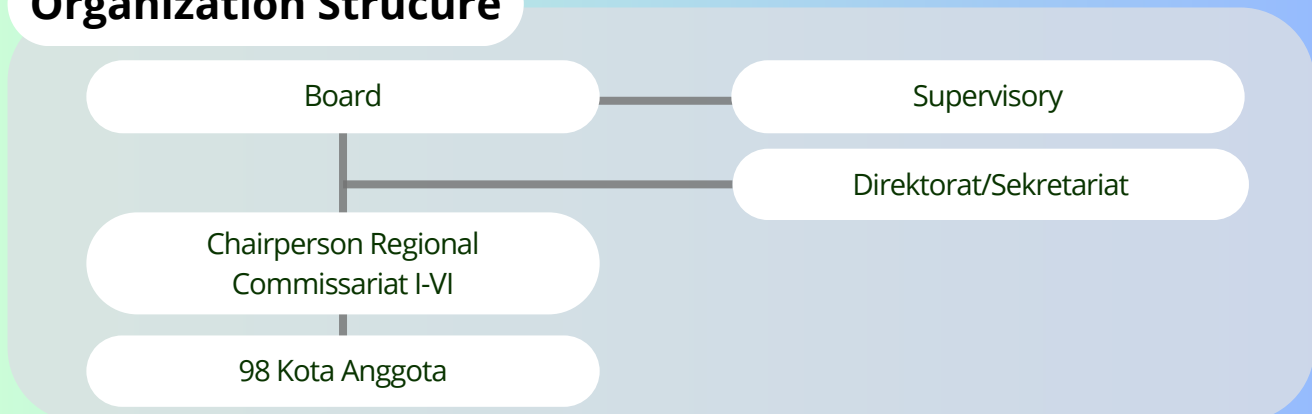 Organization Strucure
Board
Supervisory
Direktorat/Sekretariat
Chairperson Regional
Commissariat I-VI
98 Kota Anggota